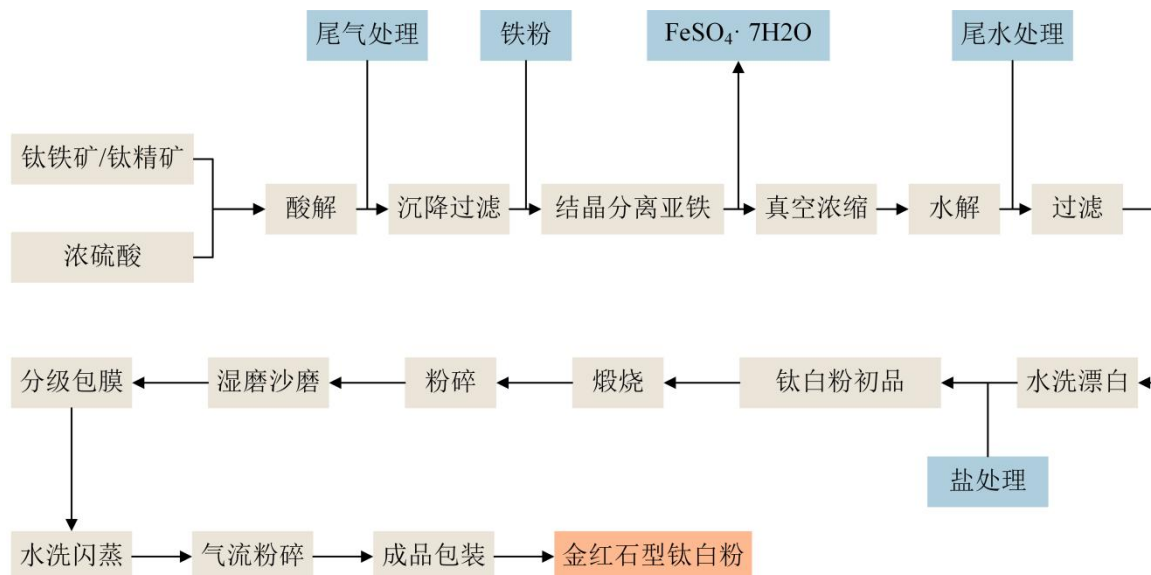 尾气处理
铁粉
FeSO₄· 7H2O
尾水处理
钛铁矿/钛精矿
浓硫酸
酸解
沉降过滤
结晶分离亚铁
真空浓缩
水解
过滤
分级包膜
湿磨沙磨
粉碎
煅烧
钛白粉初品
水洗漂白
盐处理
水洗闪蒸
气流粉碎
成品包装
金红石型钛白粉